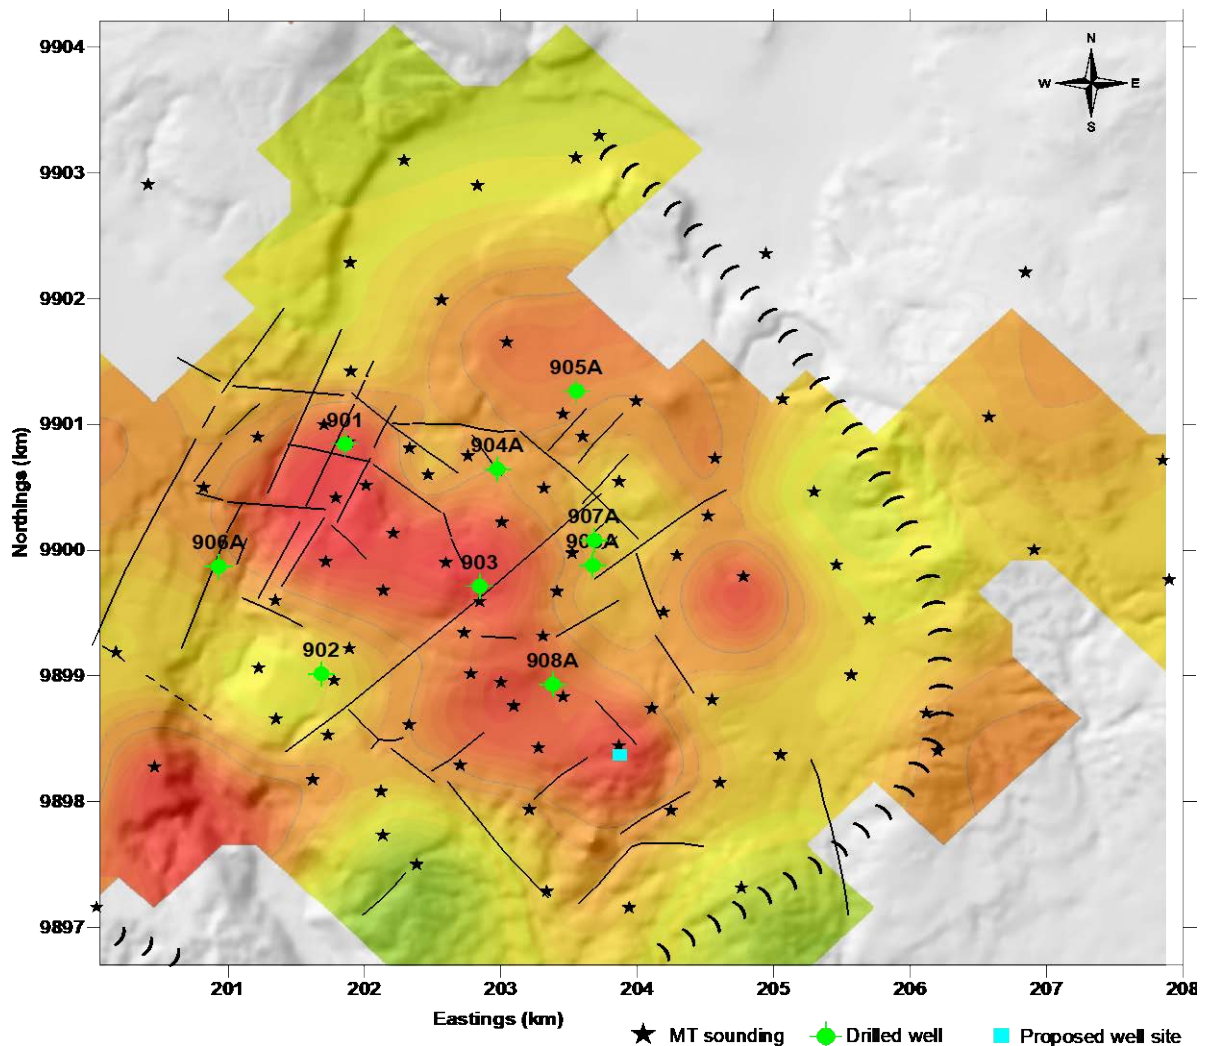 9904
N
W E
S
9903
9902
905A
9901
901
904A
907A
9900
906A
903
902
908A
9899
9898
9897
Northings (km)
201 202 203 204 205 206 207 208
Eastings (km)
MT sounding Drilled well Proposed well site